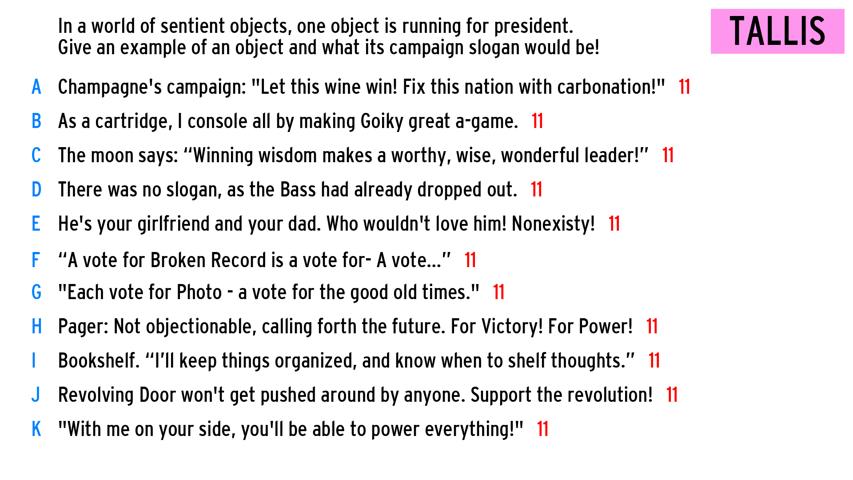 In a world of sentient objects, one object is running for president.
TALLIS
Give an example of an object and what its campaign slogan would be!
A Champagne's campaign: "Let this wine win! Fix this nation with carbonation!" 11
B As a cartridge, I console all by making Goiky great a-game. 11
C The moon says: “Winning wisdom makes a worthy, wise, wonderful leader!” 11
D There was no slogan, as the Bass had already dropped out. 11
E He's your girlfriend and your dad. Who wouldn't love him! Nonexisty! 11
F “A vote for Broken Record is a vote for- A vote...” 11
G "Each vote for Photo - a vote for the good old times." 11
H Pager: Not objectionable, calling forth the future. For Victory! For Power! 11
I Bookshelf. “I’ll keep things organized, and know when to shelf thoughts.” 11
J Revolving Door won't get pushed around by anyone. Support the revolution! 11
K "With me on your side, you'll be able to power everything!" 11